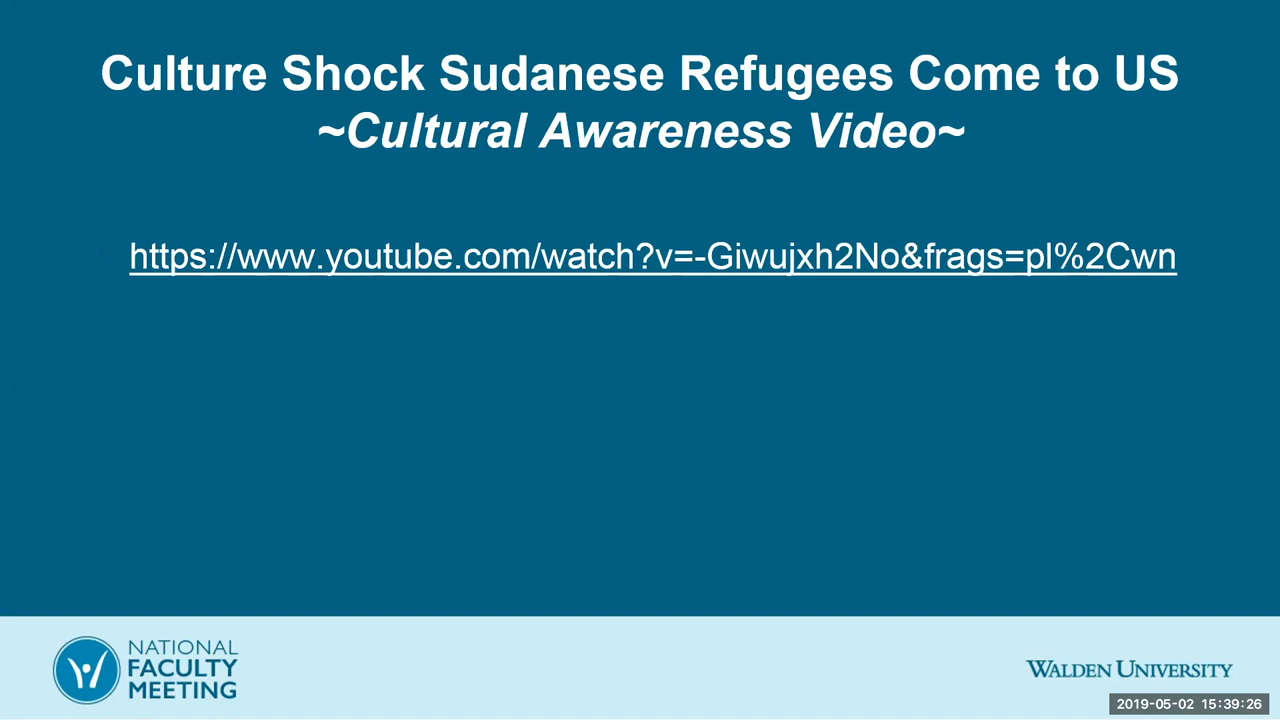 Culture Shock Sudanese Refugees Come to US
~Cultural Awareness Video~
https://www.youtube.com/watch?v=-Giwujxh2No&frags=pl%2Cwn
NATIONAL
FACULTY
MEETING
WALDEN UNIVERSITY
2019-05-02 15:39:26